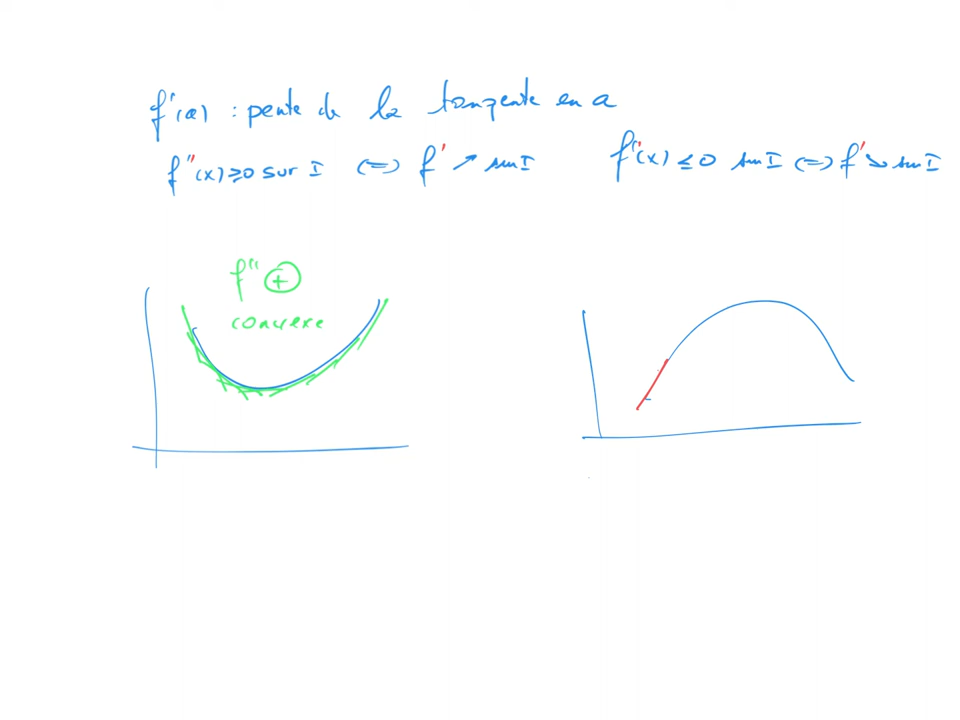 f'(a) : pente de la tangente en a
f''(x) ≥ 0 sur I ⇔ f' ↗ sur I
f''(x) ≤ 0 sur I ⇔ f' ↘ sur I
f'' +
convexe